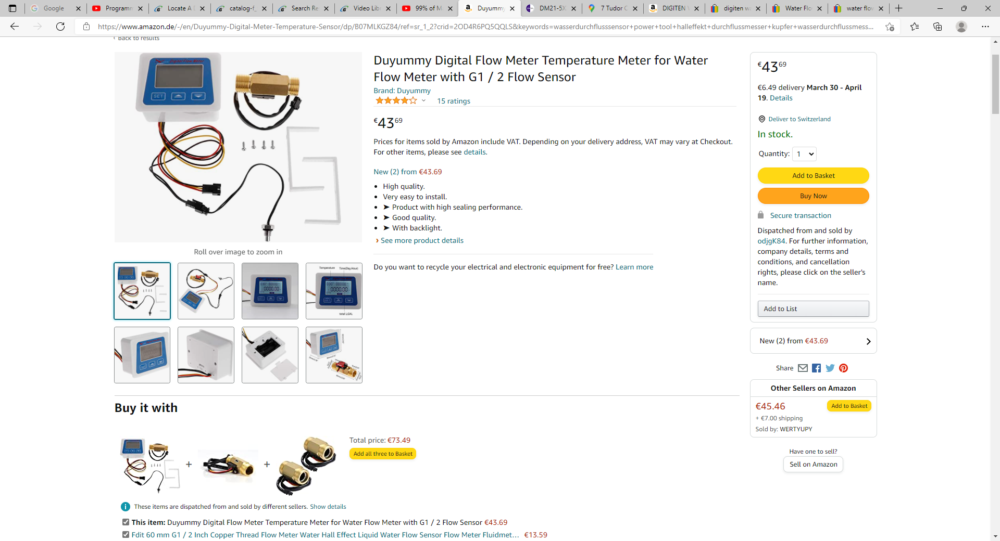 Google
Programm
Locate A D
catalog-f_
Search Re
Video Libr
99% of M
Duyummy
DM21-5X
7 Tudor C
DIGITEN W
digiten wa
Water Flo
water flow
https://www.amazon.de/-/en/Duyummy-Digital-Meter-Temperature-Sensor/dp/B07MLKGZ84/ref=sr_1_2?crid=2OD4R6PQ5QQLS&keywords=wasserdurchflusssensor+power+tool+halleffekt+durchflussmesser+kupfer+wasserdurchflussmess...
‹ Back to results
Digital Flow Meter
SET
Roll over image to zoom in
Temperature Time(Day,Hour)
total L,GAL
Duyummy Digital Flow Meter Temperature Meter for Water
Flow Meter with G1 / 2 Flow Sensor
Brand: Duyummy
15 ratings
€43 69
Prices for items sold by Amazon include VAT. Depending on your delivery address, VAT may vary at Checkout.
For other items, please see details.
New (2) from €43.69
• High quality.
• Very easy to install.
• ➤ Product with high sealing performance.
• ➤ Good quality.
• ➤ With backlight.
› See more product details
Do you want to recycle your electrical and electronic equipment for free? Learn more
€43 69
€6.49 delivery March 30 - April
19. Details
Deliver to Switzerland
In stock.
Quantity: 1
Add to Basket
Buy Now
Secure transaction
Dispatched from and sold by
odjgK84. For further information,
company details, terms and
conditions, and cancellation
rights, please click on the seller's
name.
Add to List
New (2) from €43.69
Share
Other Sellers on Amazon
€45.46
Add to Basket
+ €7.00 shipping
Sold by: WERTYUPY
Have one to sell?
Sell on Amazon
Buy it with
+ +
Total price: €73.49
Add all three to Basket
i These items are dispatched from and sold by different sellers. Show details
This item: Duyummy Digital Flow Meter Temperature Meter for Water Flow Meter with G1 / 2 Flow Sensor €43.69
Fdit 60 mm G1 / 2 Inch Copper Thread Flow Meter Water Hall Effect Liquid Water Flow Sensor Flow Meter Fluidmet... €13.59